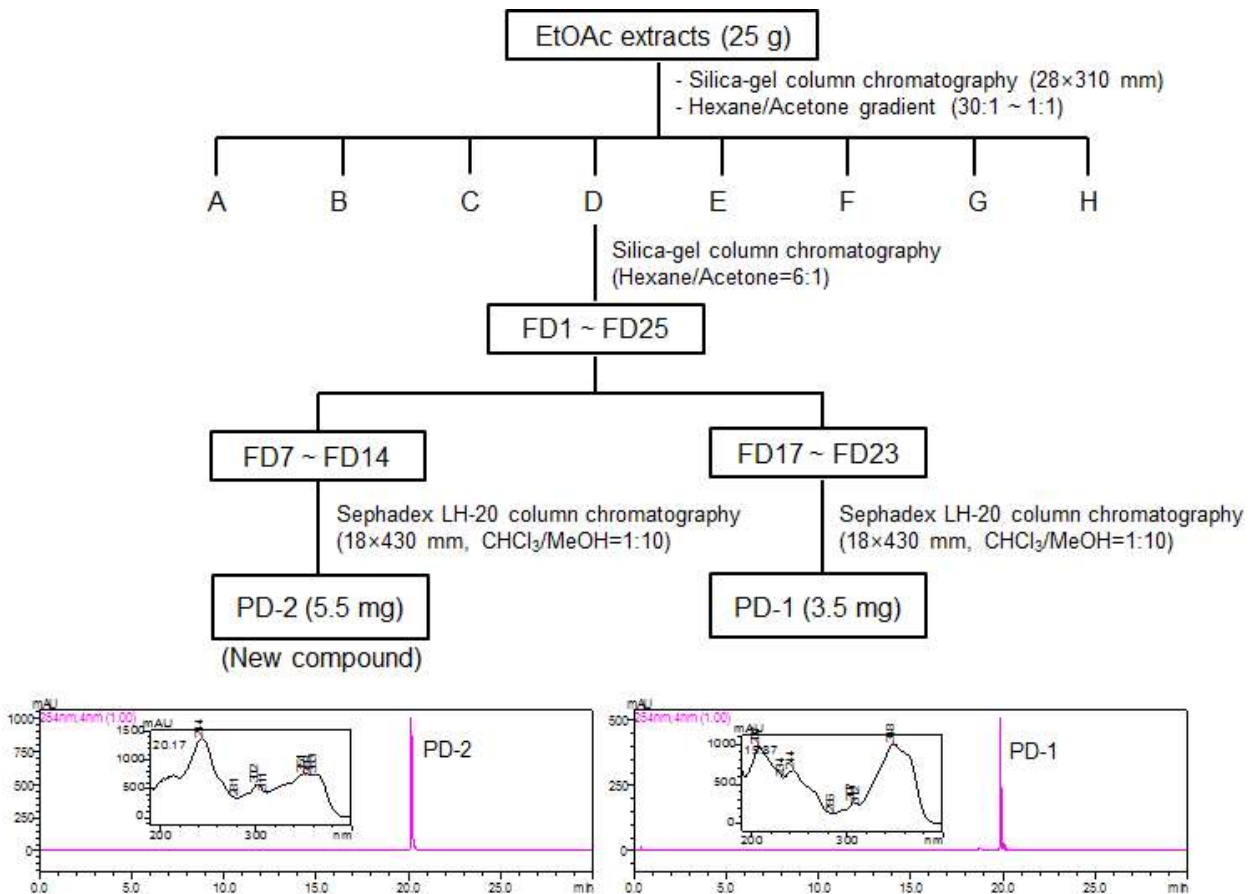 EtOAc extracts (25 g)
- Silica-gel column chromatography (28×310 mm)
- Hexane/Acetone gradient (30:1 ~ 1:1)
A B C D E F G H
Silica-gel column chromatography
(Hexane/Acetone=6:1)
FD1 ~ FD25
FD7 ~ FD14
FD17 ~ FD23
Sephadex LH-20 column chromatography
(18×430 mm, CHCl₃/MeOH=1:10)
Sephadex LH-20 column chromatography
(18×430 mm, CHCl₃/MeOH=1:10)
PD-2 (5.5 mg)
(New compound)
PD-1 (3.5 mg)
mAU
254nm,4nm (1.00)
1000
750
500
250
0
0.0 5.0 10.0 15.0 20.0 25.0 min
mAU
20.17
1500
1000
500
0
200 300 nm
302
PD-2
mAU
254nm,4nm (1.00)
500
250
0
0.0 5.0 10.0 15.0 20.0 25.0 min
mAU
19.87
1000
500
0
200 300 nm
234
244
PD-1